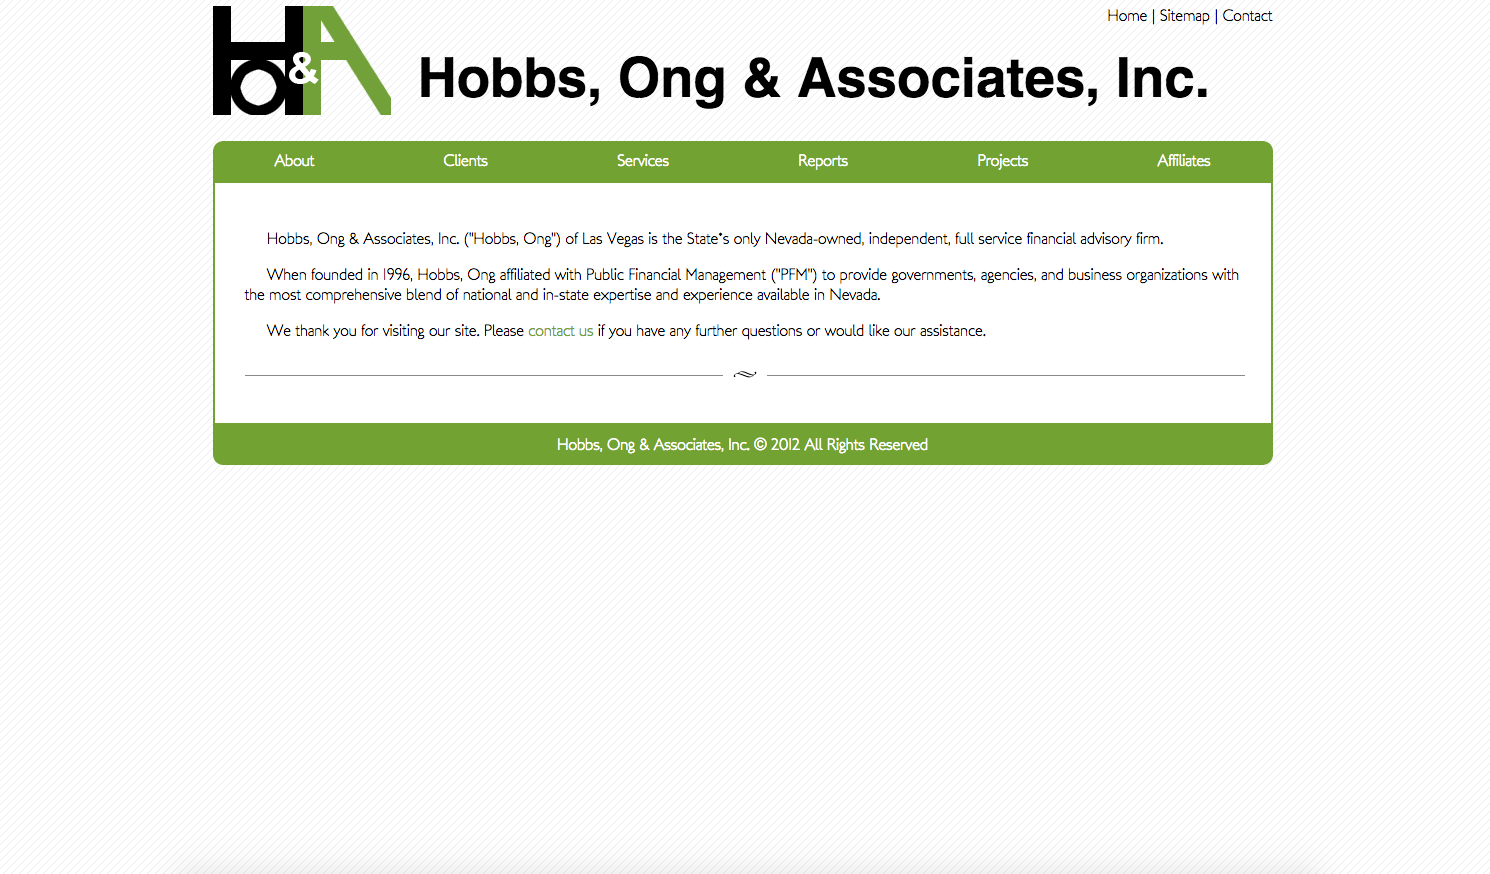 Home | Sitemap | Contact
H&A
Hobbs, Ong & Associates, Inc.
About Clients Services Reports Projects Affiliates
Hobbs, Ong & Associates, Inc. ("Hobbs, Ong") of Las Vegas is the State's only Nevada-owned, independent, full service financial advisory firm.
When founded in 1996, Hobbs, Ong affiliated with Public Financial Management ("PFM") to provide governments, agencies, and business organizations with
the most comprehensive blend of national and in-state expertise and experience available in Nevada.
We thank you for visiting our site. Please contact us if you have any further questions or would like our assistance.
Hobbs, Ong & Associates, Inc. © 2012 All Rights Reserved